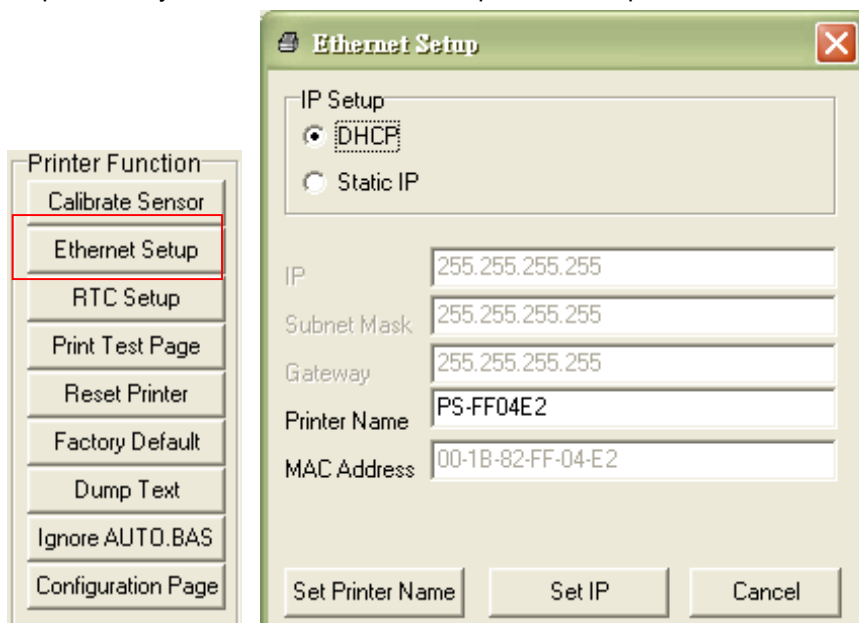 Printer Function
Calibrate Sensor
Ethernet Setup
RTC Setup
Print Test Page
Reset Printer
Factory Default
Dump Text
Ignore AUTO.BAS
Configuration Page
Ethernet Setup
IP Setup
DHCP
Static IP
IP 255.255.255.255
Subnet Mask 255.255.255.255
Gateway 255.255.255.255
Printer Name PS-FF04E2
MAC Address 00-1B-82-FF-04-E2
Set Printer Name Set IP Cancel